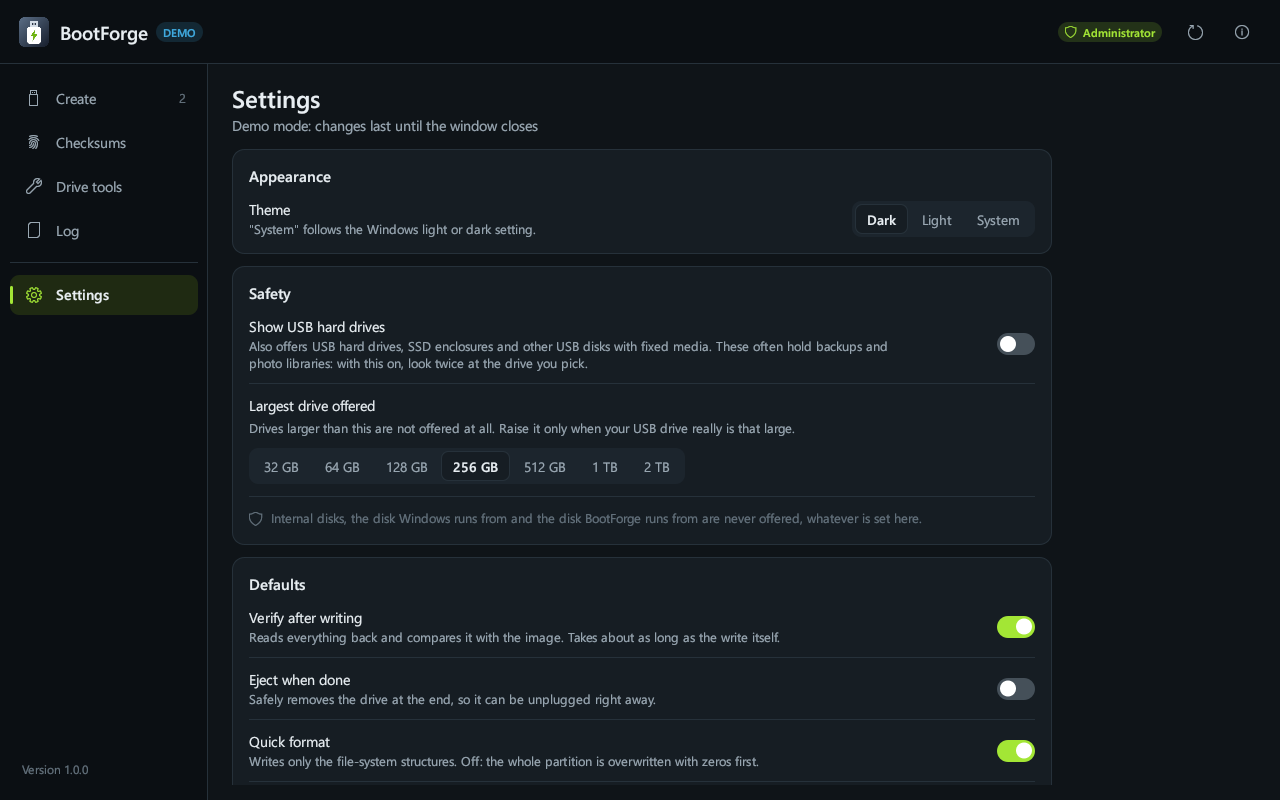 BootForge DEMO
Administrator
Create 2
Checksums
Drive tools
Log
Settings
Version 1.0.0
Settings
Demo mode: changes last until the window closes
Appearance
Theme
"System" follows the Windows light or dark setting.
Dark Light System
Safety
Show USB hard drives
Also offers USB hard drives, SSD enclosures and other USB disks with fixed media. These often hold backups and
photo libraries: with this on, look twice at the drive you pick.
Largest drive offered
Drives larger than this are not offered at all. Raise it only when your USB drive really is that large.
32 GB 64 GB 128 GB 256 GB 512 GB 1 TB 2 TB
Internal disks, the disk Windows runs from and the disk BootForge runs from are never offered, whatever is set here.
Defaults
Verify after writing
Reads everything back and compares it with the image. Takes about as long as the write itself.
Eject when done
Safely removes the drive at the end, so it can be unplugged right away.
Quick format
Writes only the file-system structures. Off: the whole partition is overwritten with zeros first.